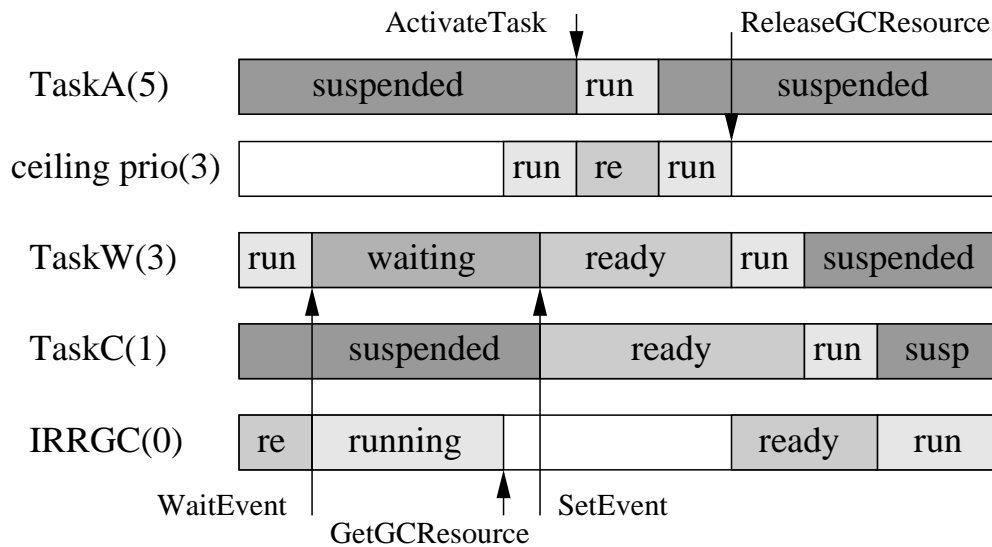 ActivateTask ReleaseGCResource
TaskA(5) suspended run suspended
ceiling prio(3) run re run
TaskW(3) run waiting ready run suspended
TaskC(1) suspended ready run susp
IRRGC(0) re running ready run
WaitEvent SetEvent
GetGCResource